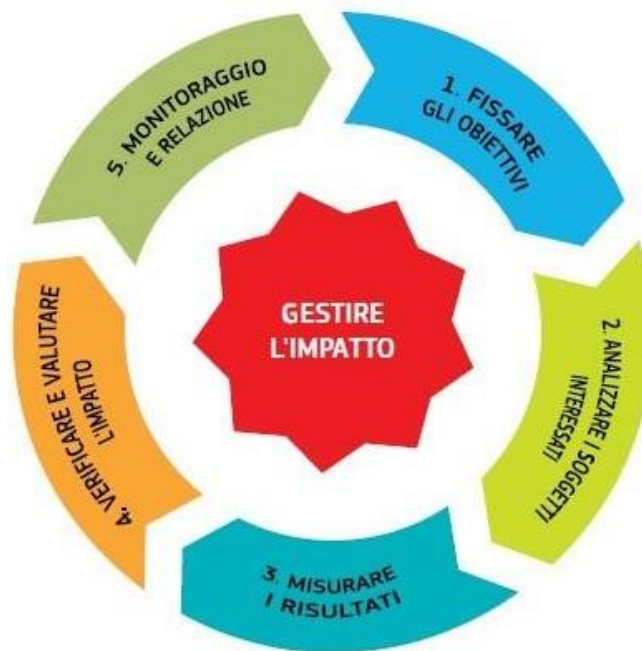 GESTIRE
L'IMPATTO
1. FISSARE
GLI OBIETTIVI
2. ANALIZZARE I SOGGETTI
INTERESSATI
3. MISURARE
I RISULTATI
4. VERIFICARE E VALUTARE
L'IMPATTO
5. MONITORAGGIO
E RELAZIONE